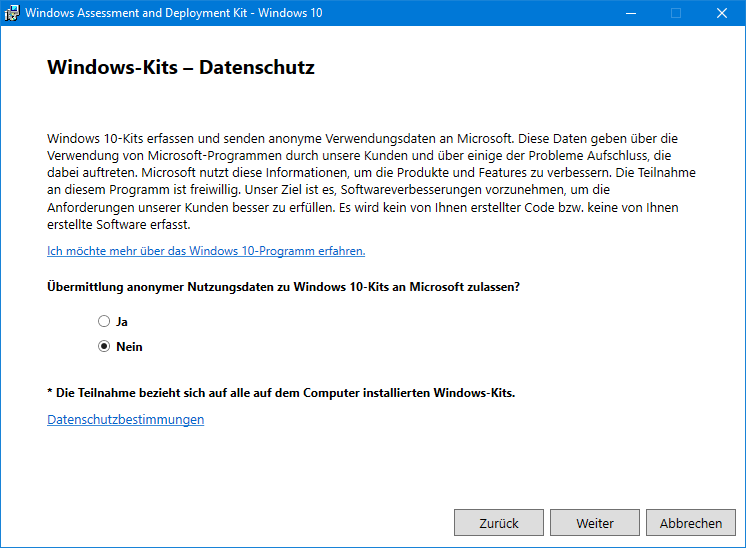 Windows Assessment and Deployment Kit - Windows 10
Windows-Kits – Datenschutz
Windows 10-Kits erfassen und senden anonyme Verwendungsdaten an Microsoft. Diese Daten geben über die
Verwendung von Microsoft-Programmen durch unsere Kunden und über einige der Probleme Aufschluss, die
dabei auftreten. Microsoft nutzt diese Informationen, um die Produkte und Features zu verbessern. Die Teilnahme
an diesem Programm ist freiwillig. Unser Ziel ist es, Softwareverbesserungen vorzunehmen, um die
Anforderungen unserer Kunden besser zu erfüllen. Es wird kein von Ihnen erstellter Code bzw. keine von Ihnen
erstellte Software erfasst.
Ich möchte mehr über das Windows 10-Programm erfahren.
Übermittlung anonymer Nutzungsdaten zu Windows 10-Kits an Microsoft zulassen?
Ja
Nein
* Die Teilnahme bezieht sich auf alle auf dem Computer installierten Windows-Kits.
Datenschutzbestimmungen
Zurück
Weiter
Abbrechen